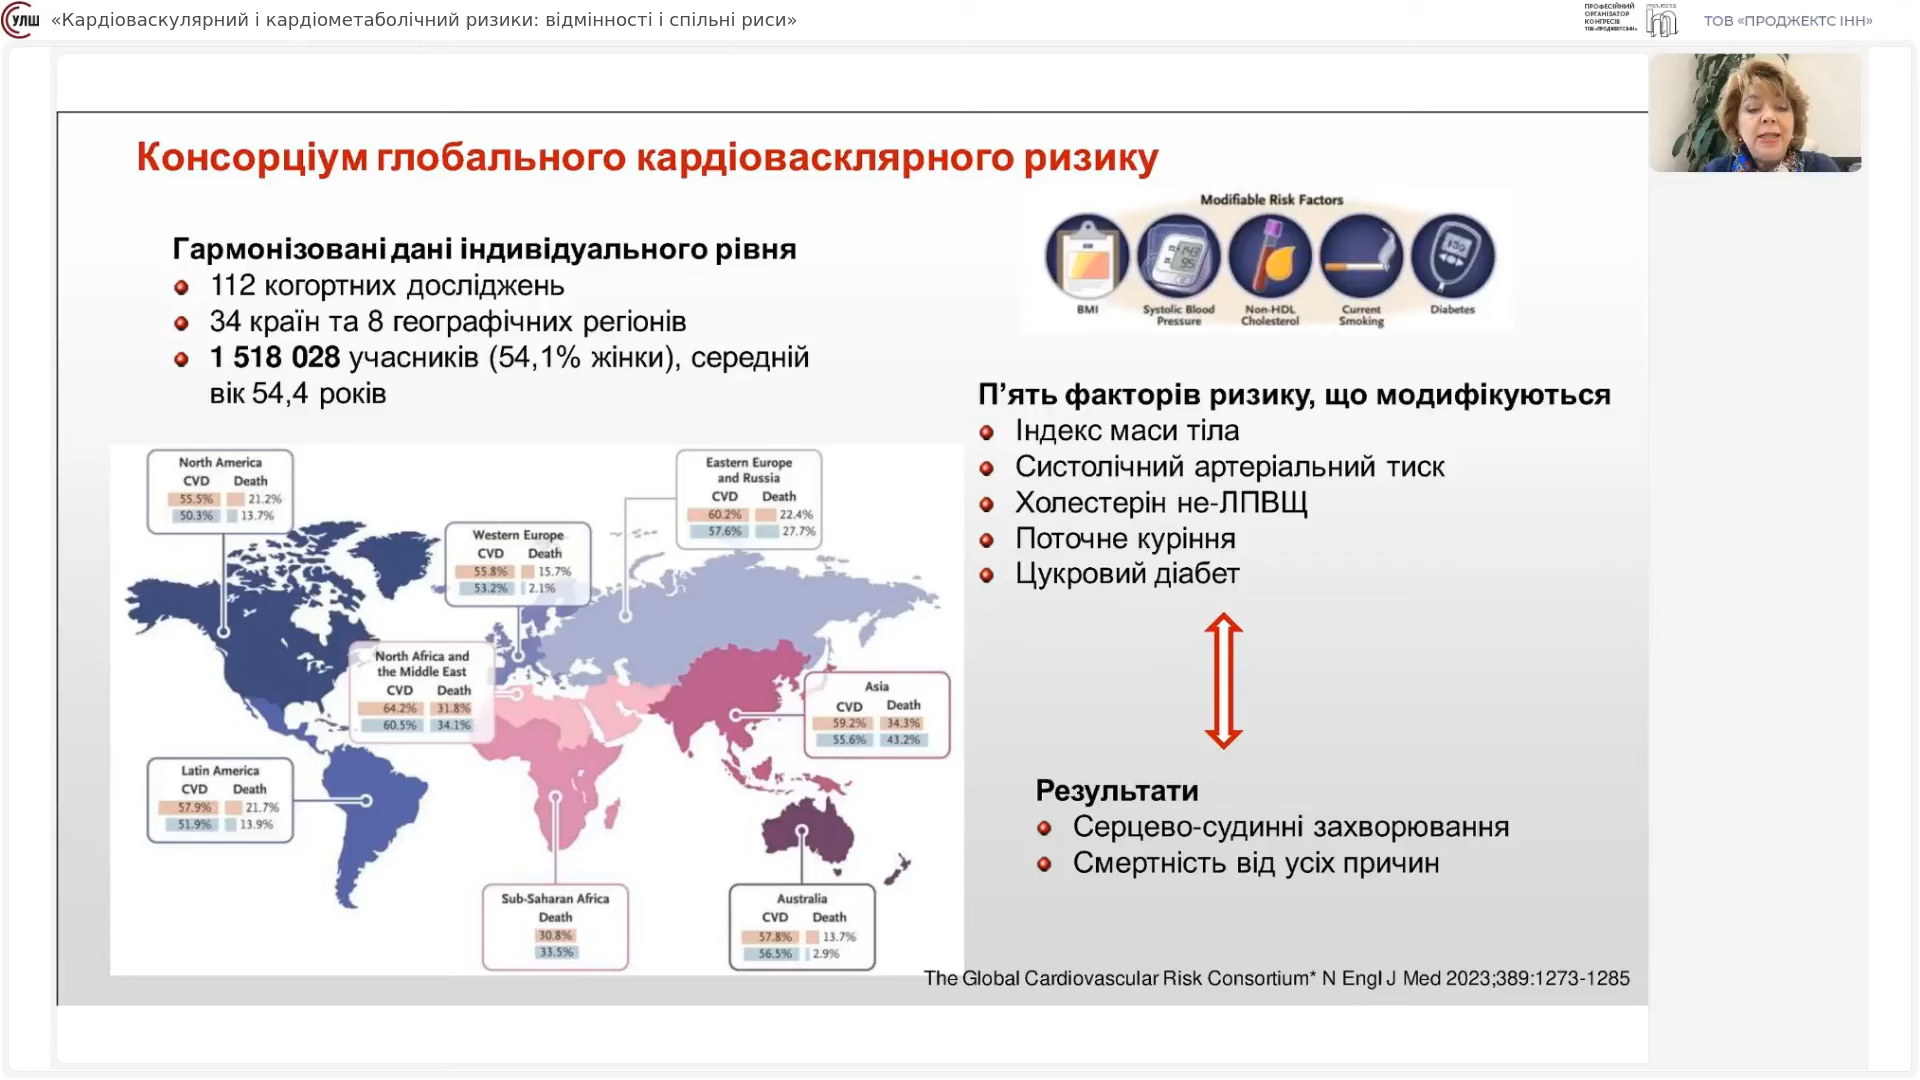 УЛШ
«Кардіоваскулярний і кардіометаболічний ризики: відмінності і спільні риси»
ПРОФЕСІЙНИЙ
ОРГАНІЗАТОР
КОНГРЕСІВ
ТОВ «ПРОДЖЕКТС ІНН»
Консорціум глобального кардіоваскляpного ризику
Гармонізовані дані індивідуального рівня
112 когортних досліджень
34 країн та 8 географічних регіонів
1 518 028 учасників (54,1% жінки), середній
вік 54,4 років
Modifiable Risk Factors
BMI
Systolic Blood
Pressure
Non-HDL
Cholesterol
Current
Smoking
Diabetes
П’ять факторів ризику, що модифікуються
Індекс маси тіла
Систолічний артеріальний тиск
Холестерін не-ЛПВЩ
Поточне куріння
Цукровий діабет
Результати
Серцево-судинні захворювання
Смертність від усіх причин
North America
CVD Death
55.5% 21.2%
50.3% 13.7%
Western Europe
CVD Death
55.8% 15.7%
53.2% 2.1%
Eastern Europe
and Russia
CVD Death
60.2% 22.4%
57.6% 27.7%
North Africa and
the Middle East
CVD Death
64.2% 31.8%
60.5% 34.1%
Asia
CVD Death
59.2% 34.3%
55.6% 43.2%
Latin America
CVD Death
57.9% 21.7%
51.9% 13.9%
Sub-Saharan Africa
Death
30.8%
33.5%
Australia
CVD Death
57.8% 13.7%
56.5% 2.9%
The Global Cardiovascular Risk Consortium* N Engl J Med 2023;389:1273-1285